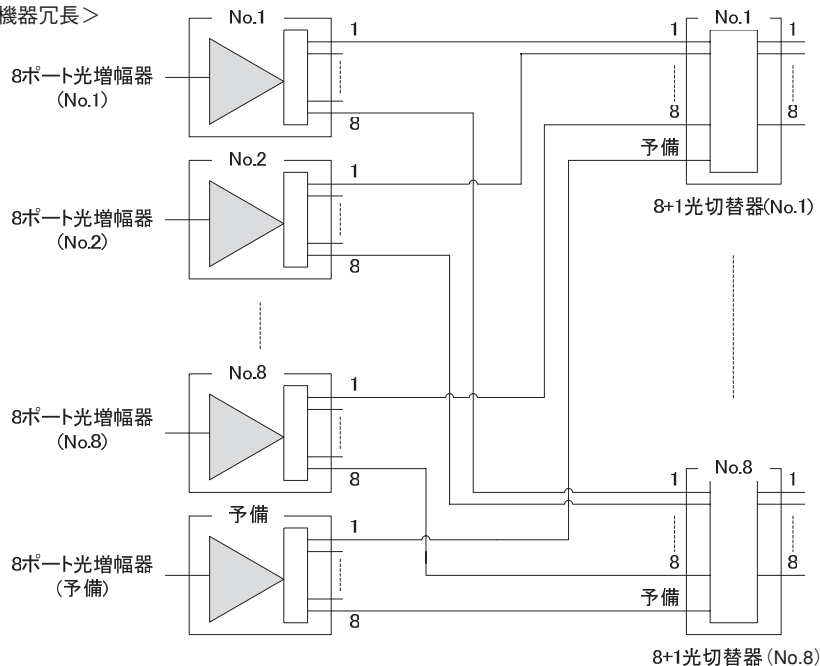 機器冗長>
No.1
1
8ポート光増幅器
(No.1)
8
No.2
1
8ポート光増幅器
(No.2)
8
No.8
1
8ポート光増幅器
(No.8)
8
予備
1
8ポート光増幅器
(予備)
8
No.1
1
1
8
8
予備
8+1光切替器(No.1)
No.8
1
1
8
8
予備
8+1光切替器(No.8)